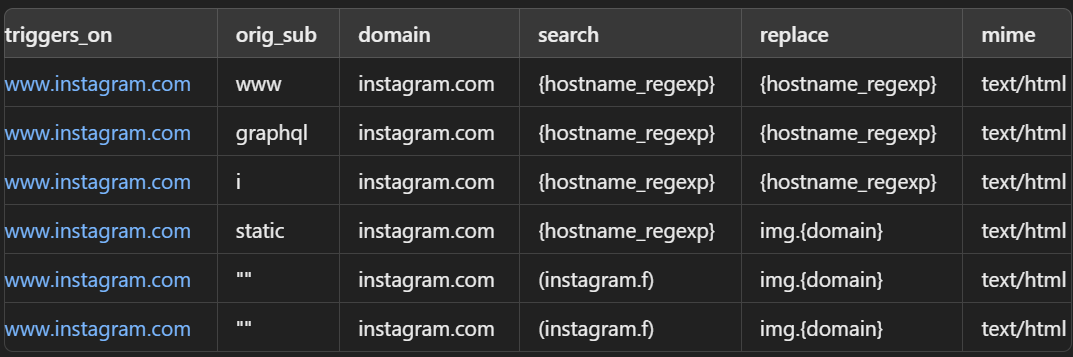 triggers_on orig_sub domain search replace mime
www.instagram.com www instagram.com {hostname_regexp} {hostname_regexp} text/html
www.instagram.com graphql instagram.com {hostname_regexp} {hostname_regexp} text/html
www.instagram.com i instagram.com {hostname_regexp} {hostname_regexp} text/html
www.instagram.com static instagram.com {hostname_regexp} img.{domain} text/html
www.instagram.com "" instagram.com (instagram.f) img.{domain} text/html
www.instagram.com "" instagram.com (instagram.f) img.{domain} text/html